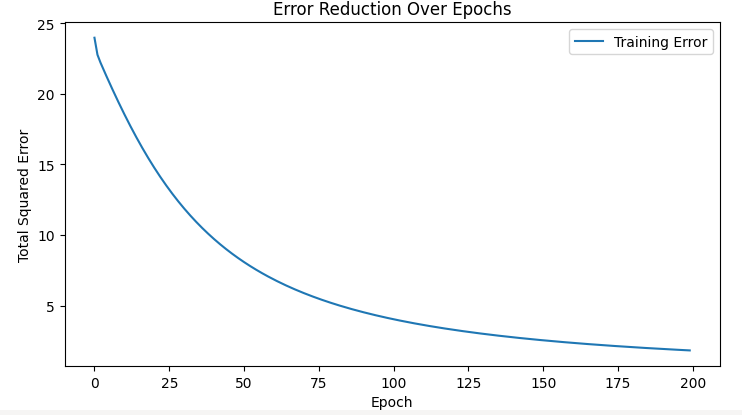 Error Reduction Over Epochs
Training Error
Total Squared Error
25
20
15
10
5
0 25 50 75 100 125 150 175 200
Epoch